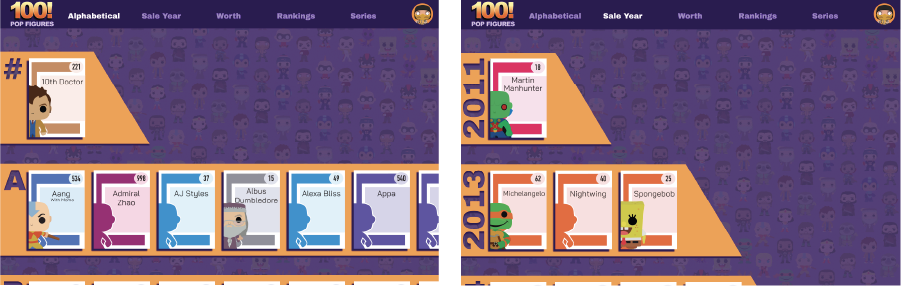 100!
POP FIGURES
Alphabetical
Sale Year
Worth
Rankings
Series
#
221
10th Doctor
A
534
Aang
With Momo
998
Admiral
Zhao
37
AJ Styles
15
Albus
Dumbledore
49
Alexa Bliss
540
Appa
100!
POP FIGURES
Alphabetical
Sale Year
Worth
Rankings
Series
2011
18
Martin
Manhunter
2013
62
Michelangelo
40
Nightwing
25
Spongebob